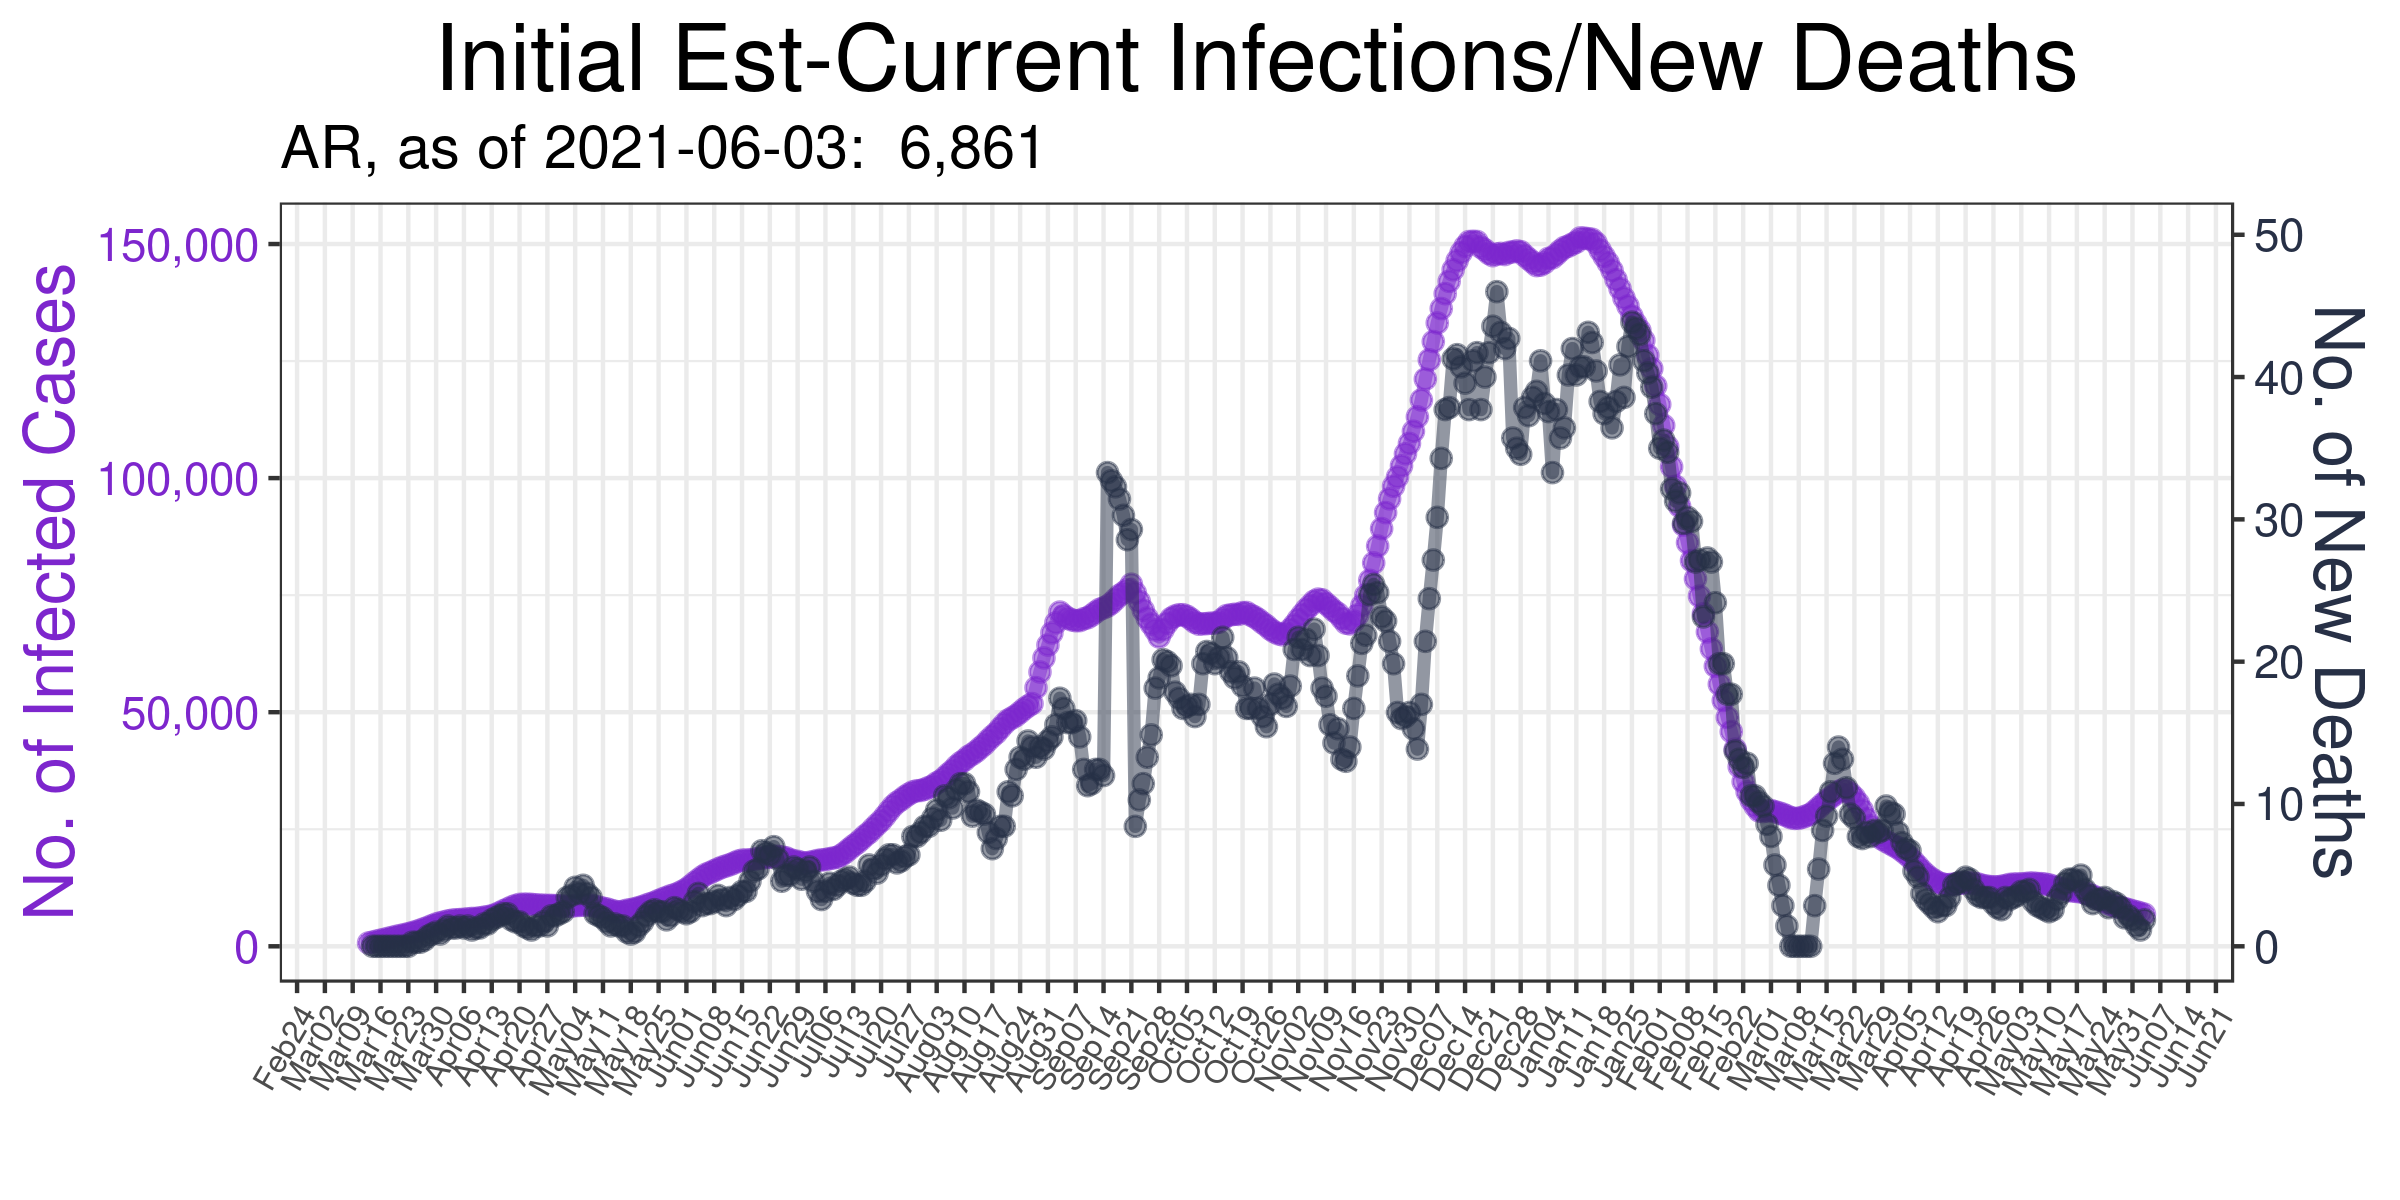 Initial Est-Current Infections/New Deaths
AR, as of 2021-06-03:  6,861
No. of Infected Cases
150,000
100,000
50,000
0
50
40
30
20
10
0
No. of New Deaths
Feb24
Mar02
Mar09
Mar16
Mar23
Mar30
Apr06
Apr13
Apr20
Apr27
May04
May11
May18
May25
Jun01
Jun08
Jun15
Jun22
Jun29
Jul06
Jul13
Jul20
Jul27
Aug03
Aug10
Aug17
Aug24
Aug31
Sep07
Sep14
Sep21
Sep28
Oct05
Oct12
Oct19
Oct26
Nov02
Nov09
Nov16
Nov23
Nov30
Dec07
Dec14
Dec21
Dec28
Jan04
Jan11
Jan18
Jan25
Feb01
Feb08
Feb15
Feb22
Mar01
Mar08
Mar15
Mar22
Mar29
Apr05
Apr12
Apr19
Apr26
May03
May10
May17
May24
May31
Jun07
Jun14
Jun21